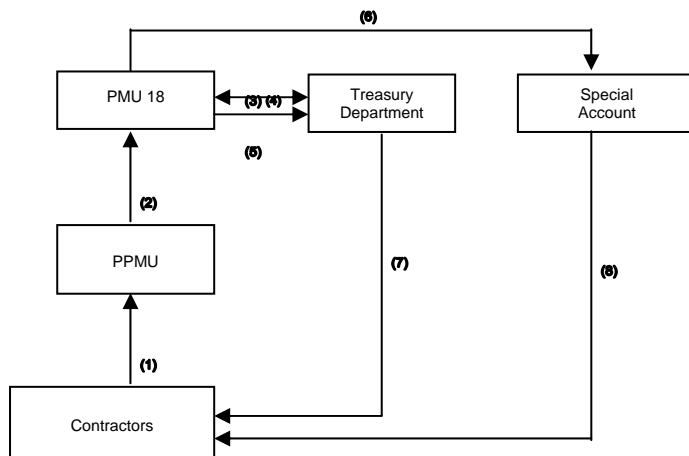 (6)
PMU 18
(3) (4)
Treasury
Department
Special
Account
(5)
(2)
PPMU
(7)
(8)
(1)
Contractors